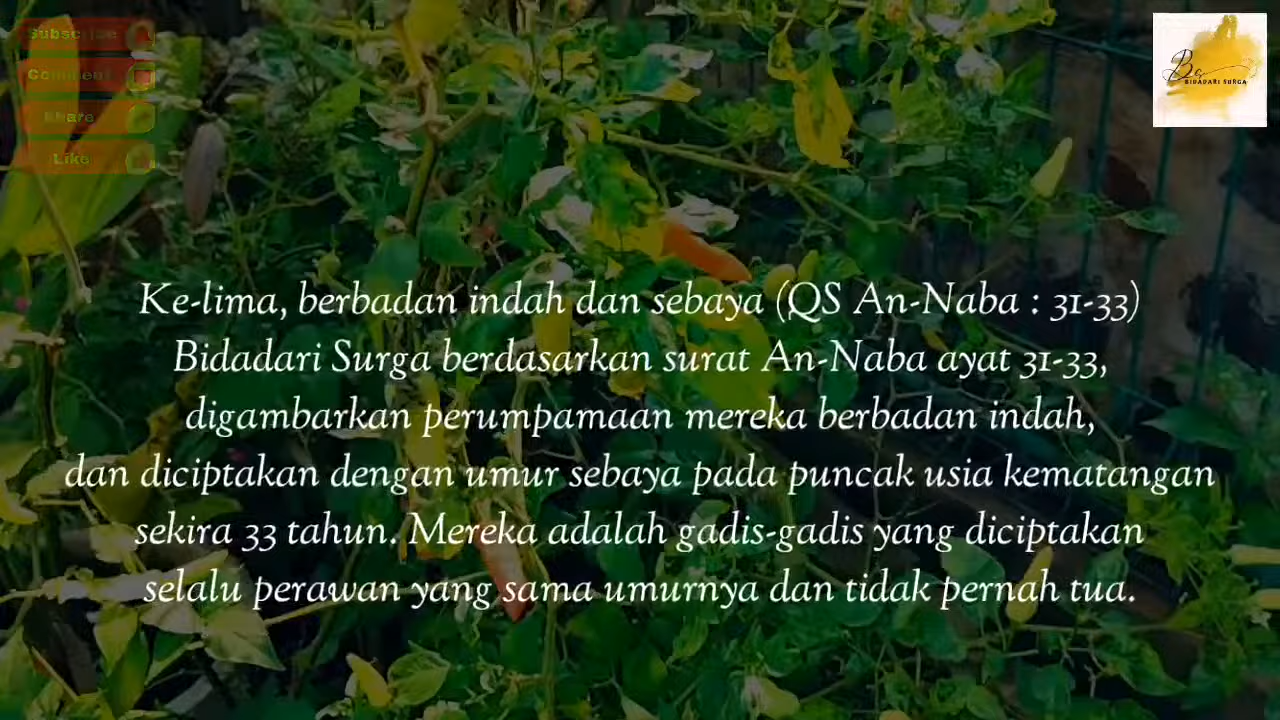 Subscribe
Comment
Share
Like
Bs
BIDADARI SURGA
Ke-lima, berbadan indah dan sebaya (QS An-Naba : 31-33)
Bidadari Surga berdasarkan surat An-Naba ayat 31-33,
digambarkan perumpamaan mereka berbadan indah,
dan diciptakan dengan umur sebaya pada puncak usia kematangan
sekira 33 tahun. Mereka adalah gadis-gadis yang diciptakan
selalu perawan yang sama umurnya dan tidak pernah tua.